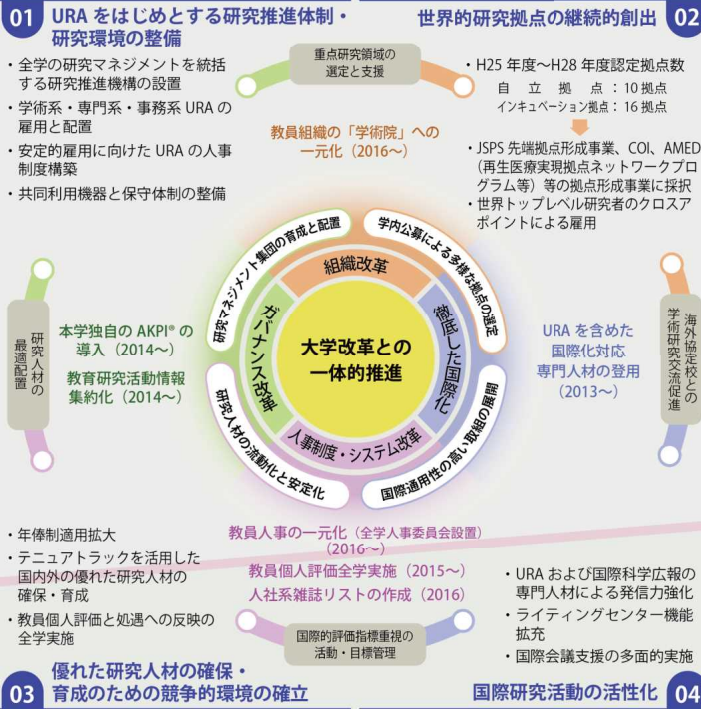 01 URA をはじめとする研究推進体制・
研究環境の整備
・全学の研究マネジメントを統括
する研究推進機構の設置
・学術系・専門系・事務系 URA の
雇用と配置
・安定的雇用に向けた URA の人事
制度構築
・共同利用機器と保守体制の整備
世界的研究拠点の継続的創出 02
・H25 年度～H28 年度認定拠点数
自立拠点：10 拠点
インキュベーション拠点：16 拠点
・JSPS 先端拠点形成事業、COI、AMED
（再生医療実現拠点ネットワークプロ
グラム等）等の拠点形成事業に採択
・世界トップレベル研究者のクロスア
ポイントによる雇用
重点研究領域の
選定と支援
教員組織の「学術院」への
一元化（2016～）
研究マネジメント集団の育成と配置
学内公募による多様な拠点の選定
組織改革
ガバナンス改革
徹底した国際化
人事制度・システム改革
大学改革との
一体的推進
研究人材の流動化と安定化
国際通用性の高い取組の展開
研究人材の
最適配置
本学独自の AKPI® の
導入（2014～）
教育研究活動情報
集約化（2014～）
URA を含めた
国際化対応
専門人材の登用
（2013～）
海外協定校との
学術研究交流促進
教員人事の一元化（全学人事委員会設置）
（2016～）
教員個人評価全学実施（2015～）
人社系雑誌リストの作成（2016）
国際的評価指標重視の
活動・目標管理
・年俸制適用拡大
・テニュアトラックを活用した
国内外の優れた研究人材の
確保・育成
・教員個人評価と処遇への反映の
全学実施
03 優れた研究人材の確保・
育成のための競争的環境の確立
・URA および国際科学広報の
専門人材による発信力強化
・ライティングセンター機能
拡充
・国際会議支援の多面的実施
国際研究活動の活性化 04